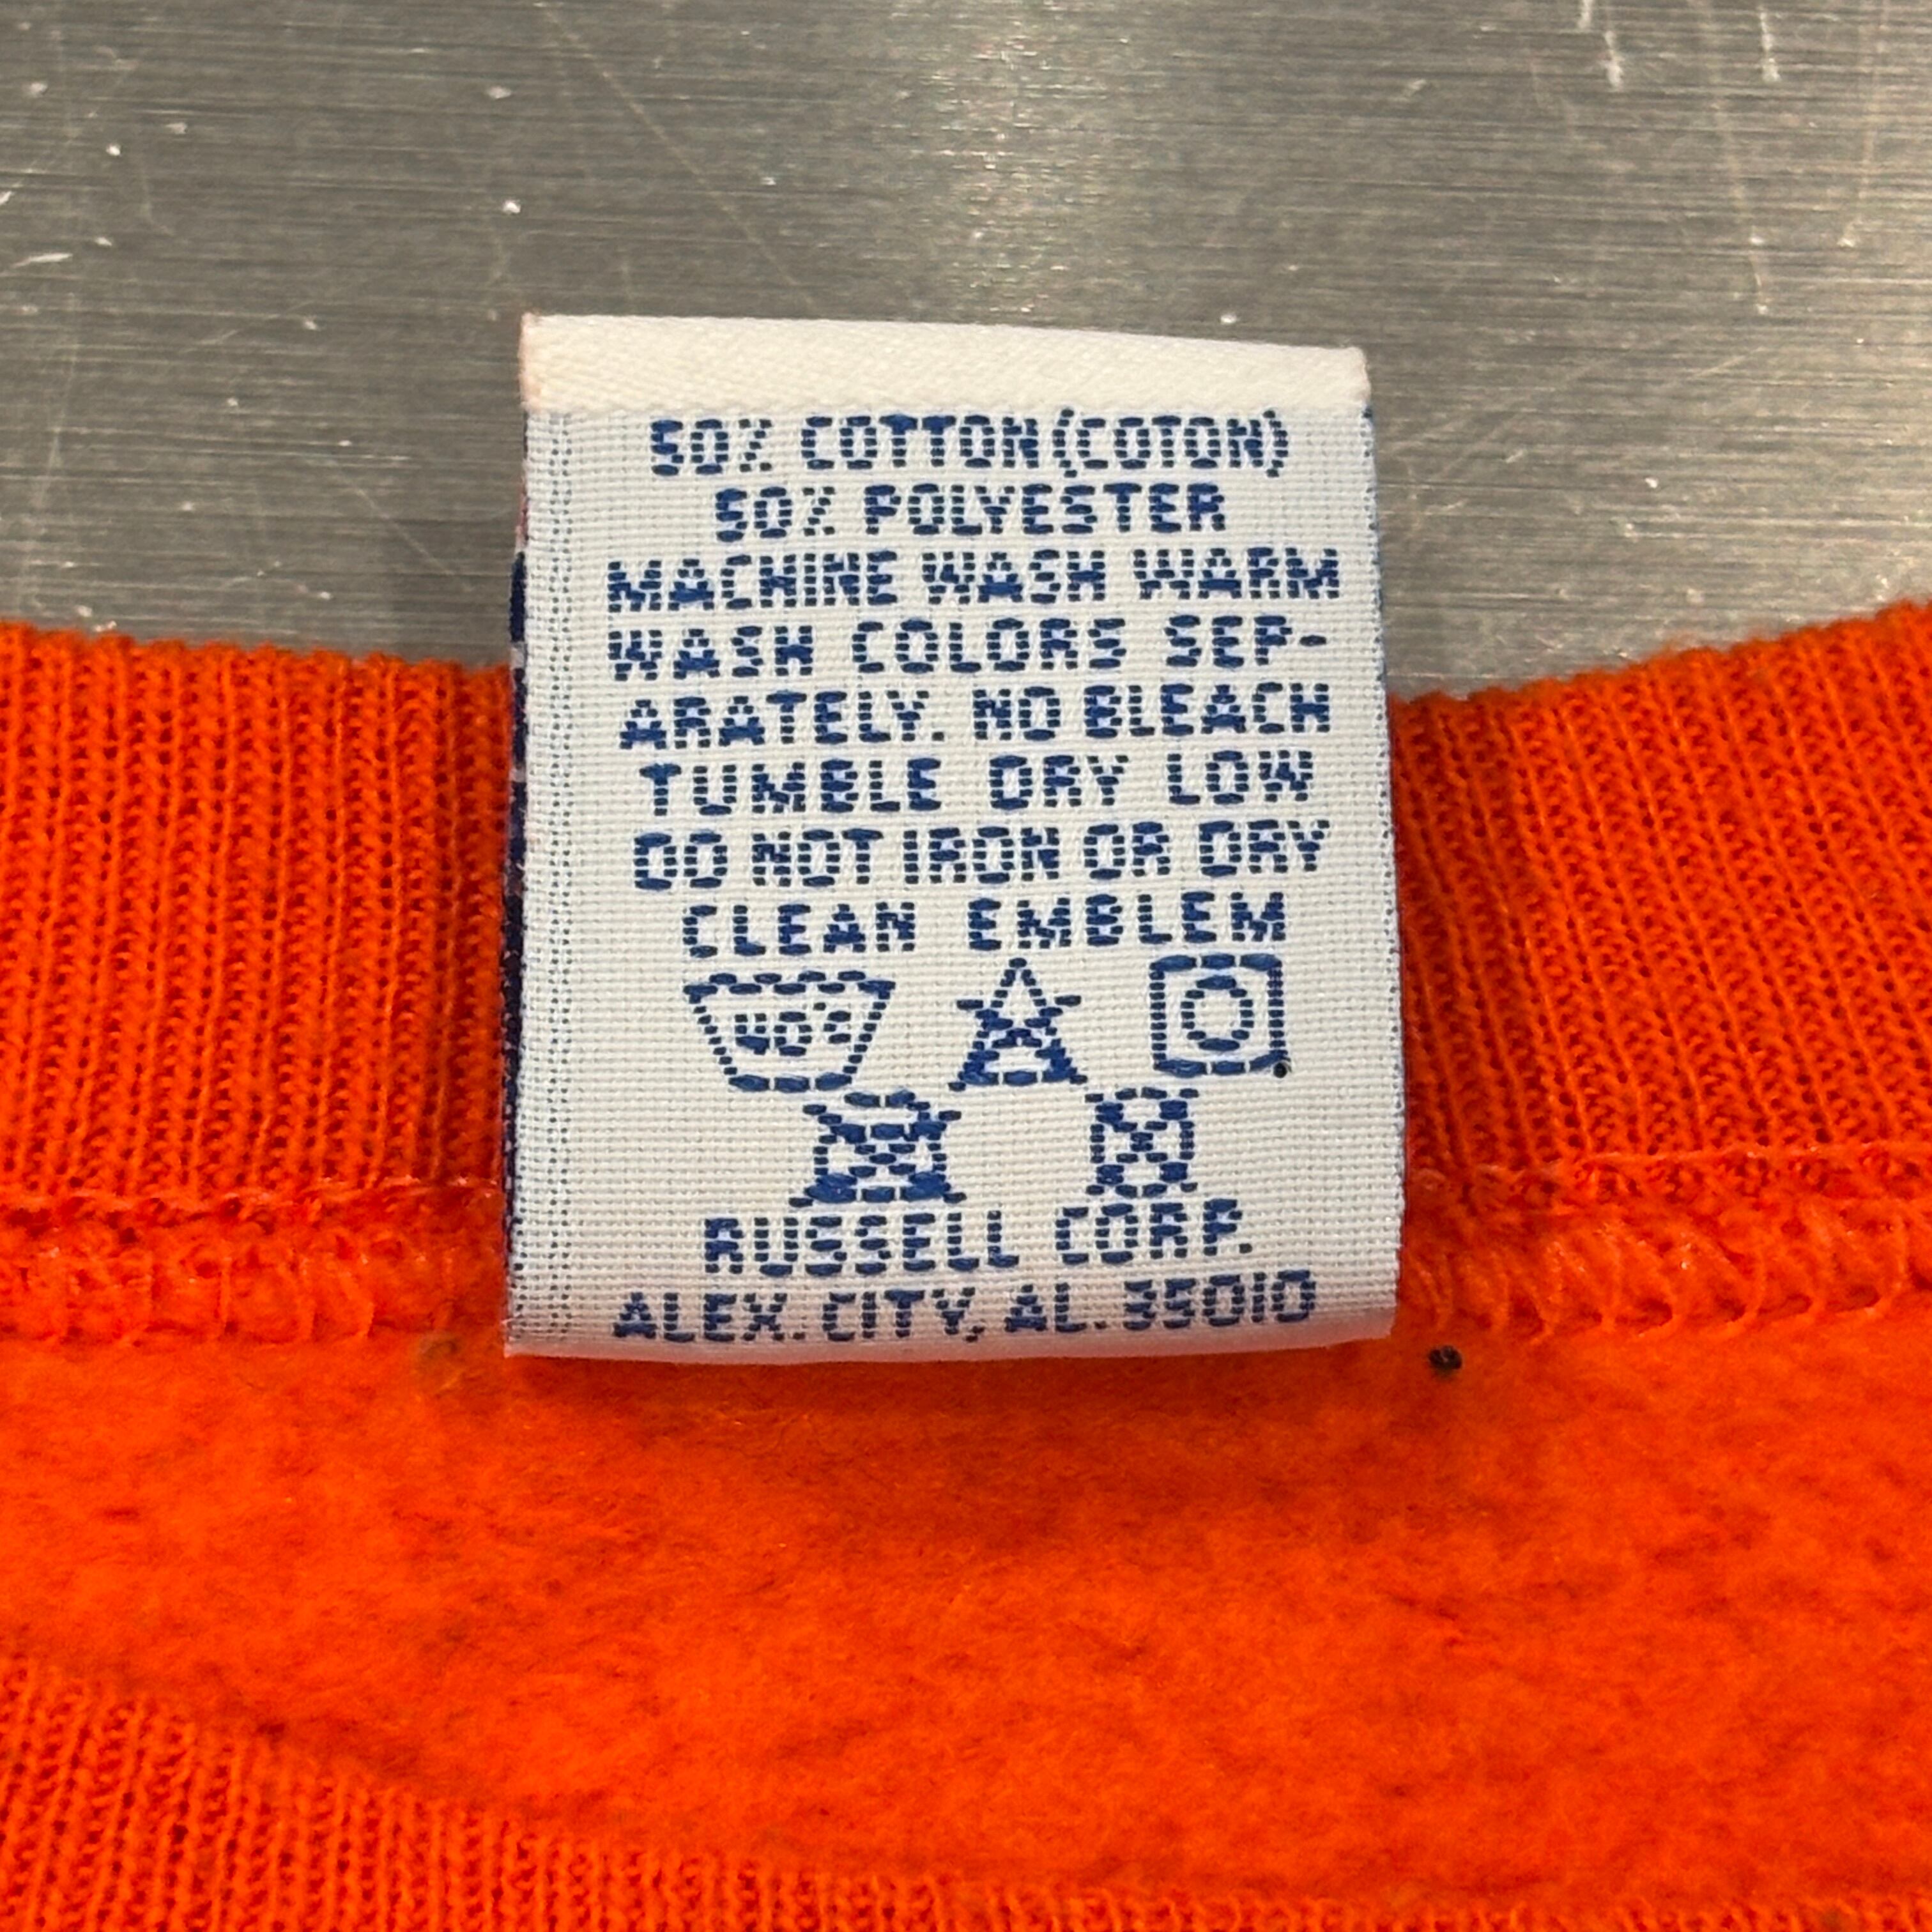 50% COTTON (COTON)
50% POLYESTER
MACHINE WASH WARM
WASH COLORS SEP-
ARATELY. NO BLEACH
TUMBLE DRY LOW
DO NOT IRON OR DRY
CLEAN EMBLEM
40°C
RUSSELL CORP.
ALEX. CITY, AL. 35010